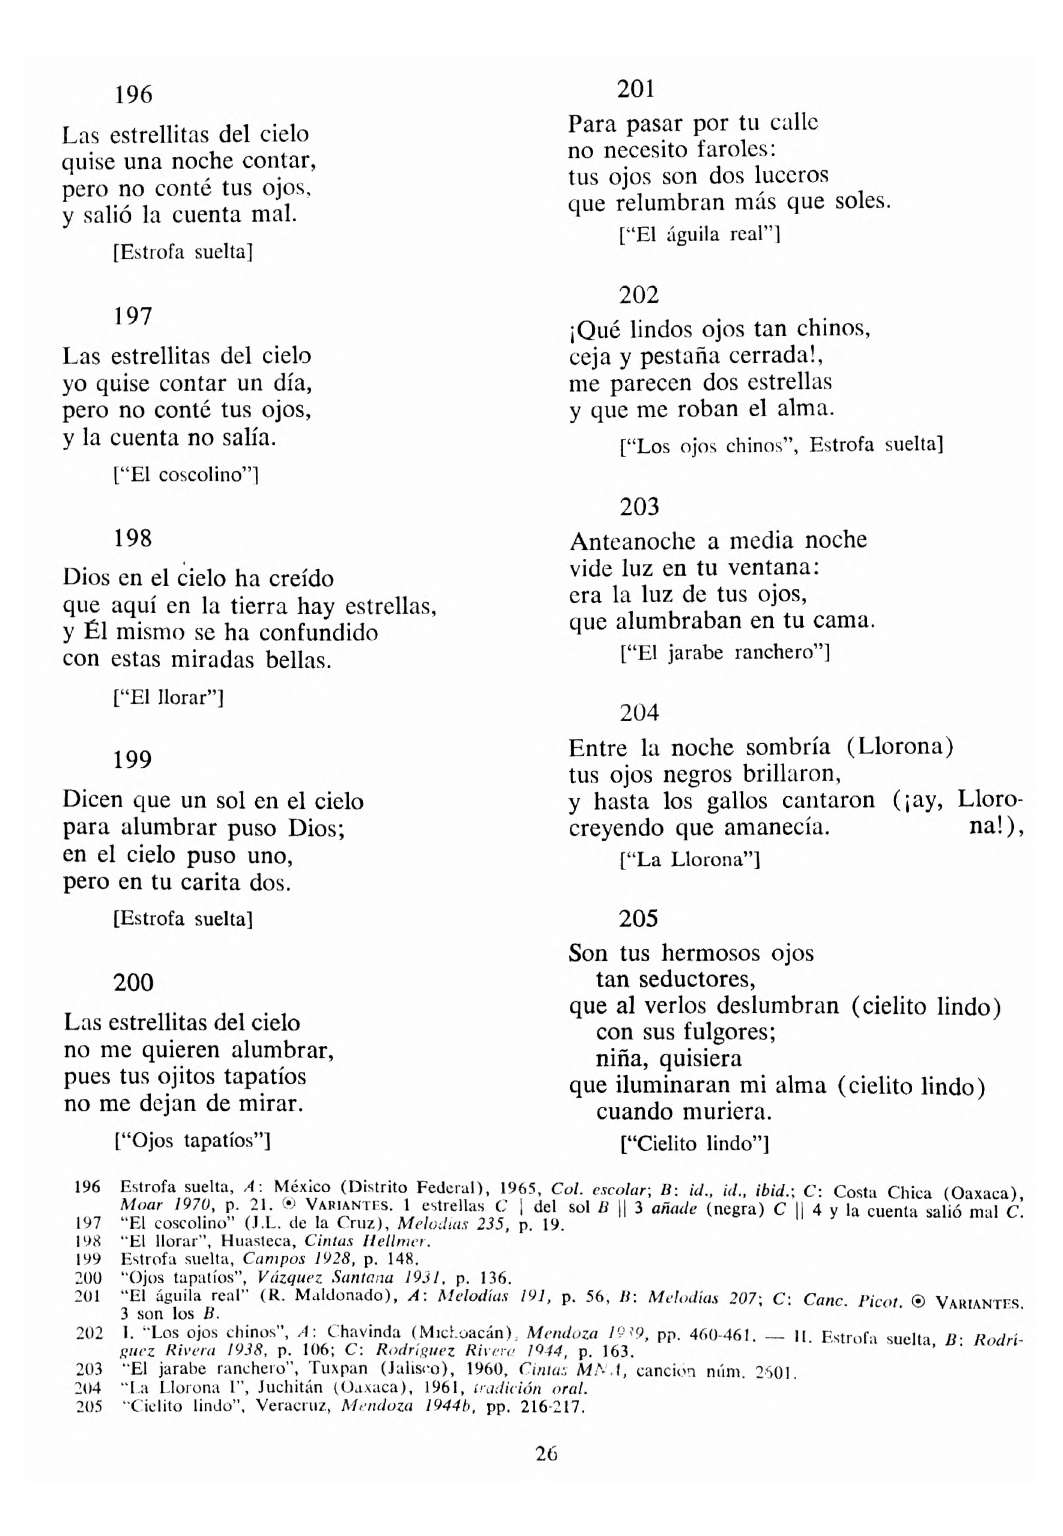 196
Las estrellitas del cielo
quise una noche contar,
pero no conté tus ojos,
y salió la cuenta mal.
[Estrofa suelta]
197
Las estrellitas del cielo
yo quise contar un día,
pero no conté tus ojos,
y la cuenta no salía.
[“El coscolino”]
198
Dios en el cielo ha creído
que aquí en la tierra hay estrellas,
y Él mismo se ha confundido
con estas miradas bellas.
[“El llorar”]
199
Dicen que un sol en el cielo
para alumbrar puso Dios;
en el cielo puso uno,
pero en tu carita dos.
[Estrofa suelta]
200
Las estrellitas del cielo
no me quieren alumbrar,
pues tus ojitos tapatíos
no me dejan de mirar.
[“Ojos tapatíos”]
201
Para pasar por tu calle
no necesito faroles:
tus ojos son dos luceros
que relumbran más que soles.
[“El águila real”]
202
¡Qué lindos ojos tan chinos,
ceja y pestaña cerrada!,
me parecen dos estrellas
y que me roban el alma.
[“Los ojos chinos”, Estrofa suelta]
203
Anteanoche a media noche
vide luz en tu ventana:
era la luz de tus ojos,
que alumbraban en tu cama.
[“El jarabe ranchero”]
204
Entre la noche sombría (Llorona)
tus ojos negros brillaron,
y hasta los gallos cantaron (¡ay, Lloro-
creyendo que amanecía. na!),
[“La Llorona”]
205
Son tus hermosos ojos
tan seductores,
que al verlos deslumbran (cielito lindo)
con sus fulgores;
niña, quisiera
que iluminaran mi alma (cielito lindo)
cuando muriera.
[“Cielito lindo”]
196 Estrofa suelta, A: México (Distrito Federal), 1965, Col. escolar; B: id., id., ibid.; C: Costa Chica (Oaxaca),
Moar 1970, p. 21. ⦿ VARIANTES. 1 estrellas C | del sol B || 3 añade (negra) C || 4 y la cuenta salió mal C.
197 “El coscolino” (J.L. de la Cruz), Melodías 235, p. 19.
198 “El llorar”, Huasteca, Cintas Hellmer.
199 Estrofa suelta, Campos 1928, p. 148.
200 “Ojos tapatíos”, Vázquez Santana 1931, p. 136.
201 “El águila real” (R. Maldonado), A: Melodías 191, p. 56, B: Melodías 207; C: Canc. Picot. ⦿ VARIANTES.
3 son los B.
202 I. “Los ojos chinos”, A: Chavinda (Michoacán), Mendoza 1939, pp. 460-461. — II. Estrofa suelta, B: Rodrí-
guez Rivera 1938, p. 106; C: Rodríguez Rivera 1944, p. 163.
203 “El jarabe ranchero”, Tuxpan (Jalisco), 1960, Cintas MNA, canción núm. 2501.
204 “La Llorona I”, Juchitán (Oaxaca), 1961, tradición oral.
205 “Cielito lindo”, Veracruz, Mendoza 1944b, pp. 216-217.
26